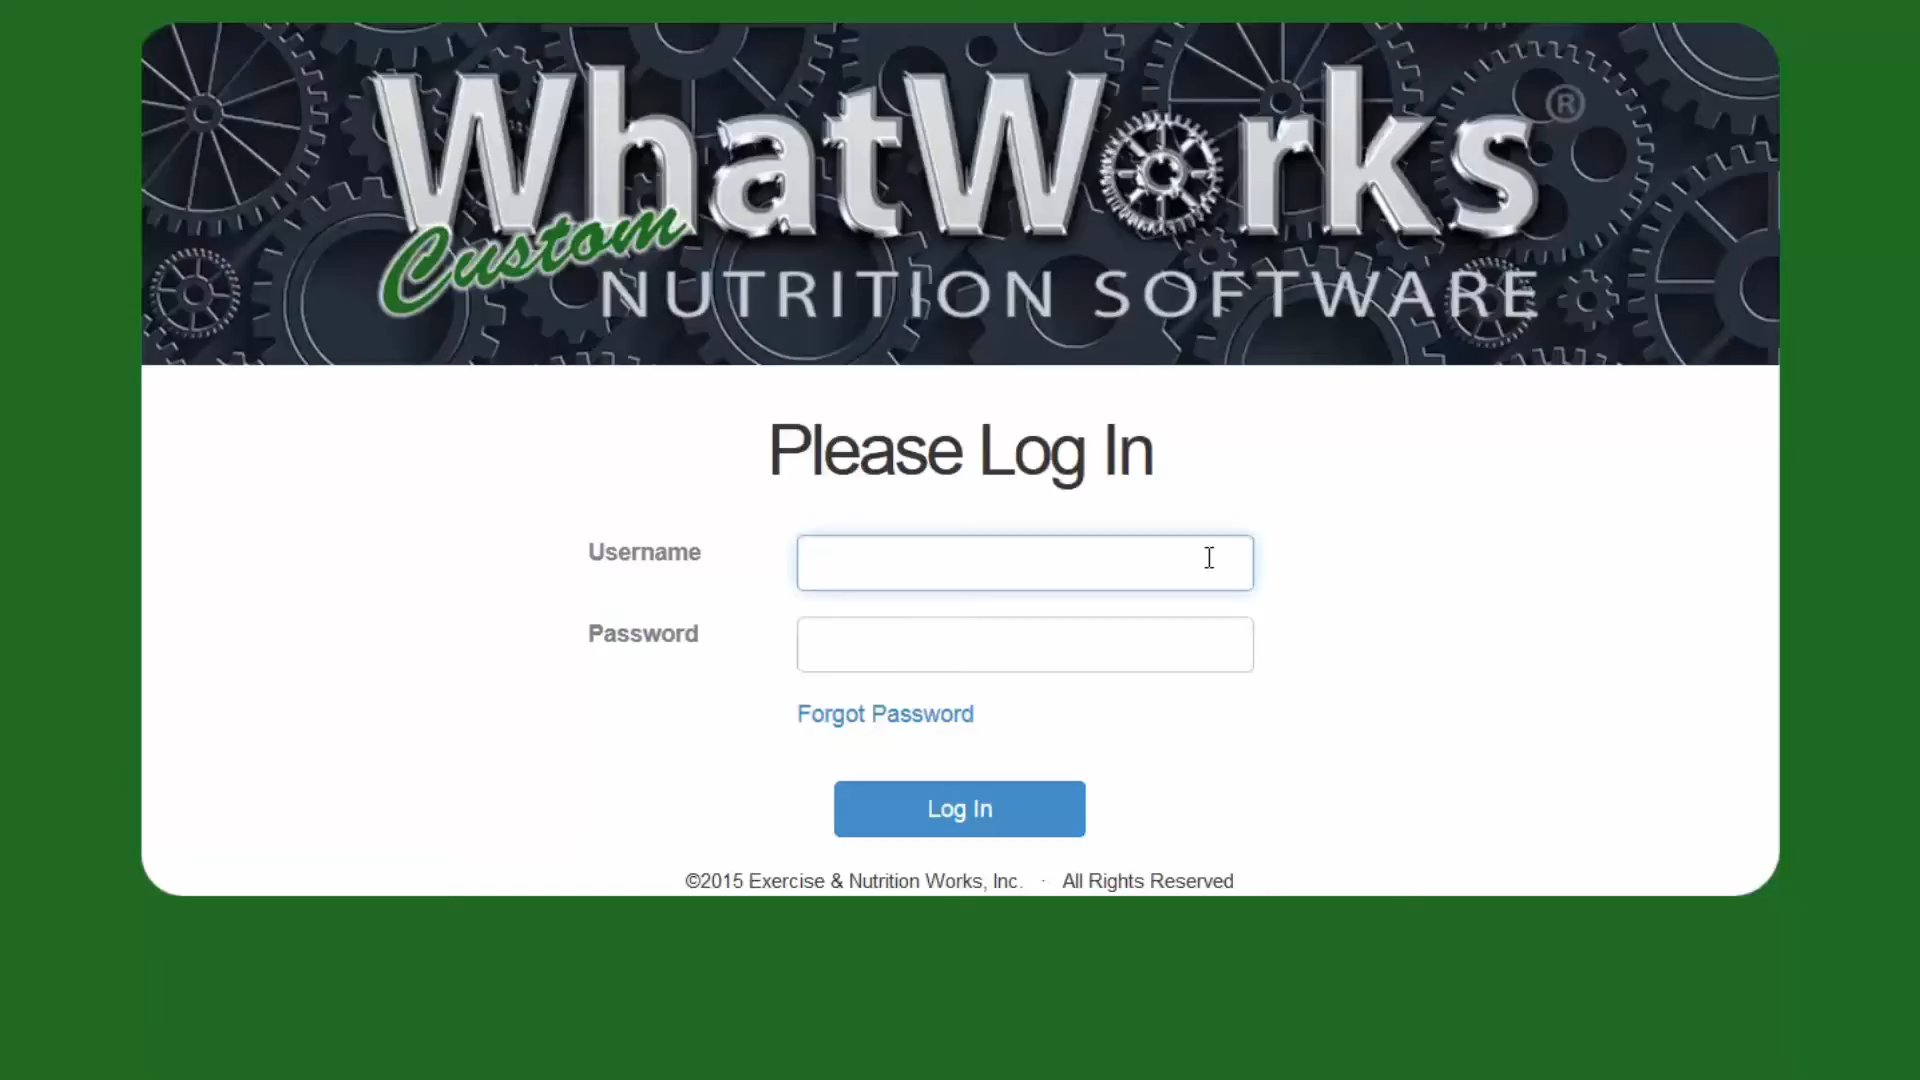 WhatWorks®
Custom
NUTRITION SOFTWARE
Please Log In
Username
Password
Forgot Password
Log In
©2015 Exercise & Nutrition Works, Inc. · All Rights Reserved